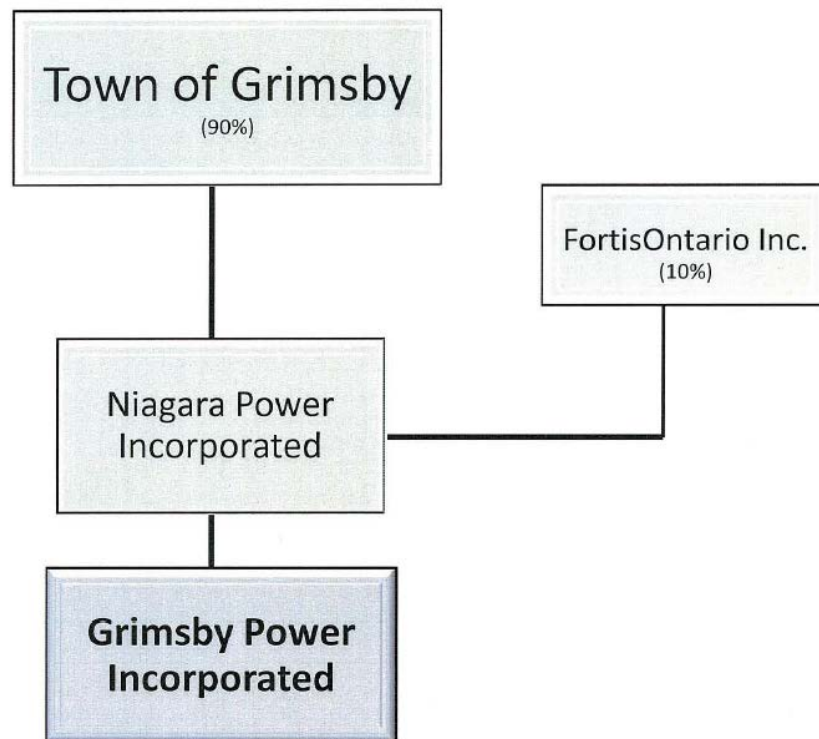 Town of Grimsby
(90%)
FortisOntario Inc.
(10%)
Niagara Power
Incorporated
Grimsby Power
Incorporated